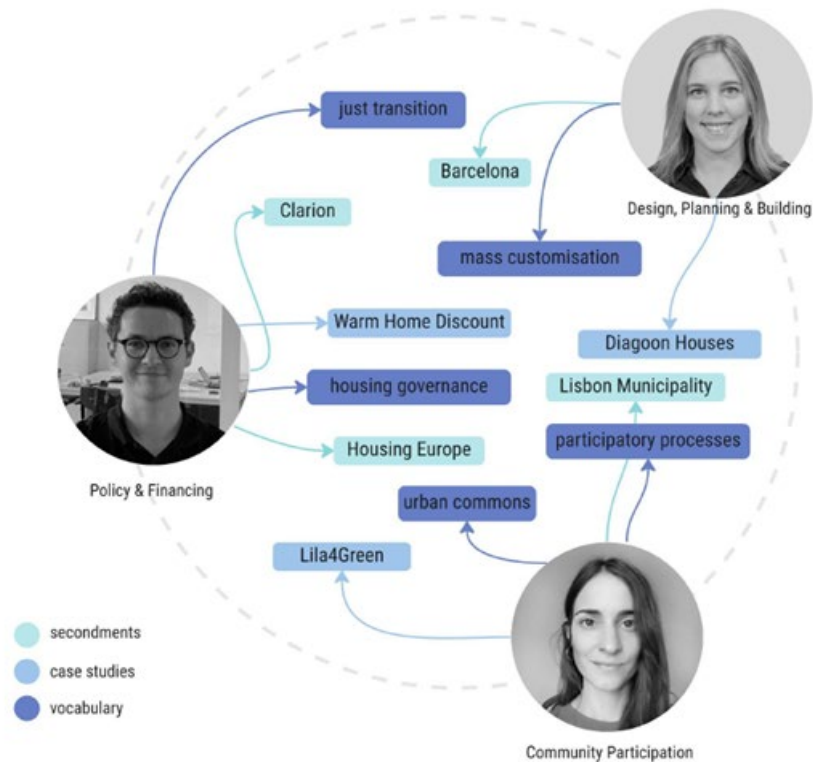 just transition
Barcelona
Design, Planning & Building
Clarion
mass customisation
Warm Home Discount
Diagoon Houses
housing governance
Lisbon Municipality
participatory processes
Housing Europe
Policy & Financing
urban commons
Lila4Green
secondments
case studies
vocabulary
Community Participation